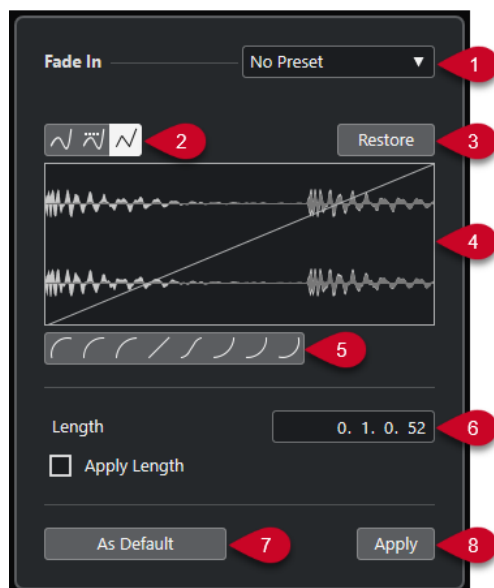 Fade In No Preset 1
2 Restore 3
4
5
Length 0. 1. 0. 52 6
Apply Length
As Default 7 Apply 8